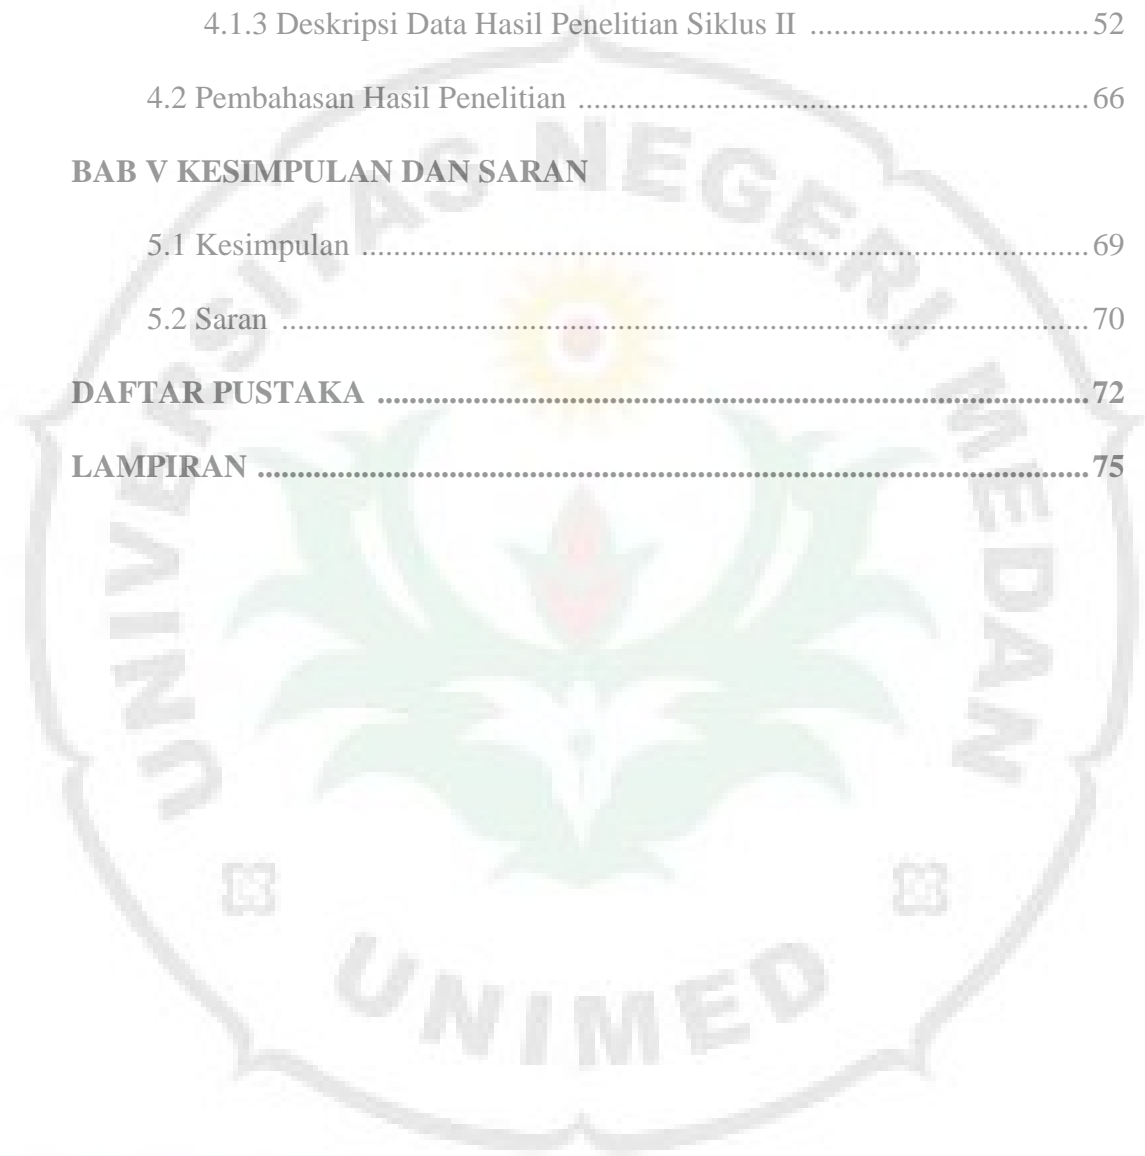 4.1.3 Deskripsi Data Hasil Penelitian Siklus II ................................ 52
4.2 Pembahasan Hasil Penelitian ........................................................... 66
BAB V KESIMPULAN DAN SARAN
5.1 Kesimpulan .................................................................................... 69
5.2 Saran .............................................................................................. 70
DAFTAR PUSTAKA ................................................................................... 72
LAMPIRAN ................................................................................................. 75
UNIVERSITAS NEGERI MEDAN
UNIMED